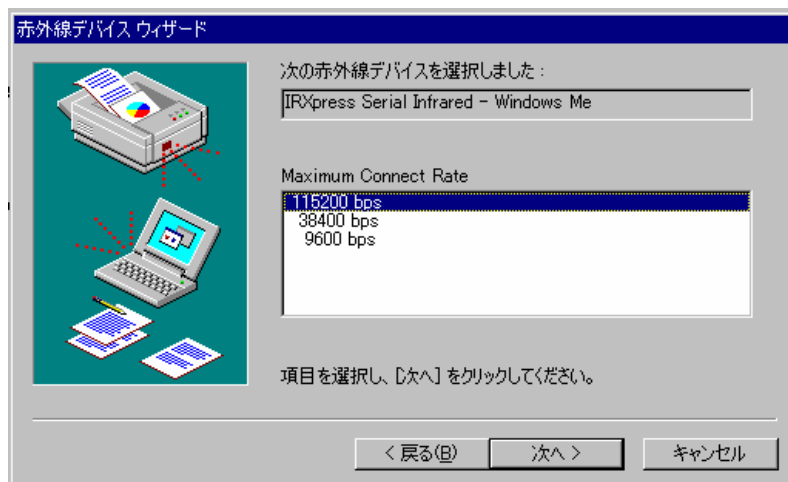 赤外線デバイス ウィザード
次の赤外線デバイスを選択しました：
IRXpress Serial Infrared - Windows Me
Maximum Connect Rate
115200 bps
38400 bps
9600 bps
項目を選択し、[次へ] をクリックしてください。
< 戻る(B)
次へ >
キャンセル